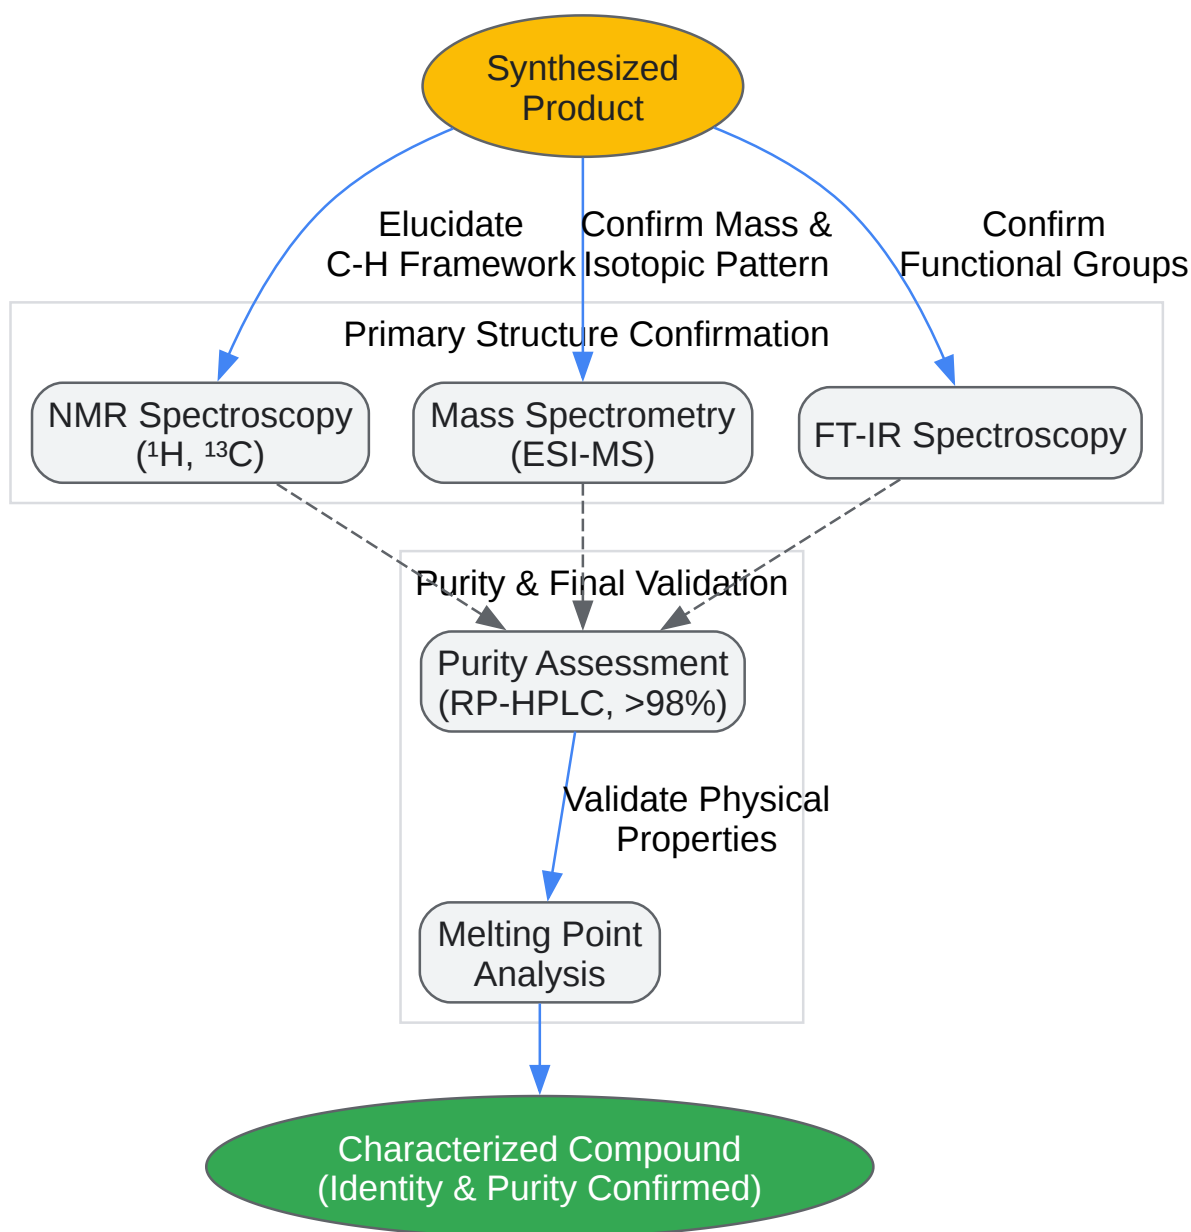 Synthesized
Product
Elucidate
C-H Framework
Confirm Mass &
Isotopic Pattern
Confirm
Functional Groups
Primary Structure Confirmation
NMR Spectroscopy
(¹H, ¹³C)
Mass Spectrometry
(ESI-MS)
FT-IR Spectroscopy
Purity & Final Validation
Purity Assessment
(RP-HPLC, >98%)
Validate Physical
Properties
Melting Point
Analysis
Characterized Compound
(Identity & Purity Confirmed)